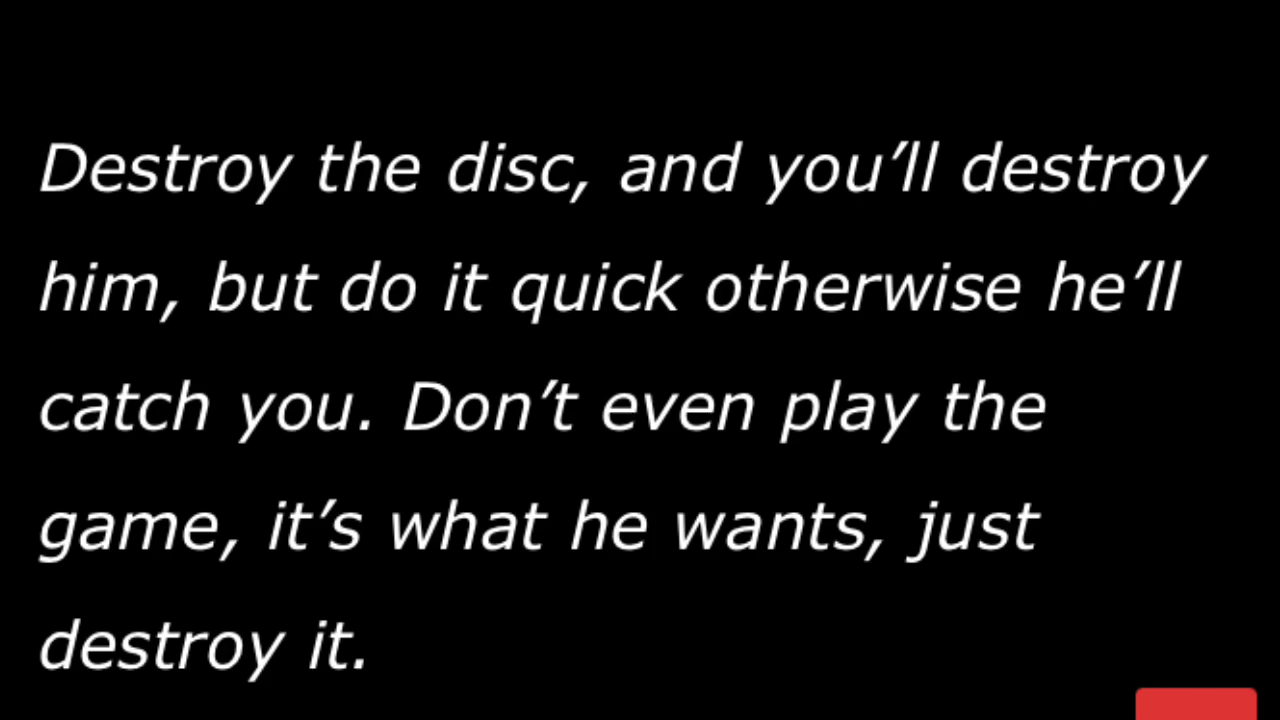 Destroy the disc, and you’ll destroy
him, but do it quick otherwise he’ll
catch you. Don’t even play the
game, it’s what he wants, just
destroy it.